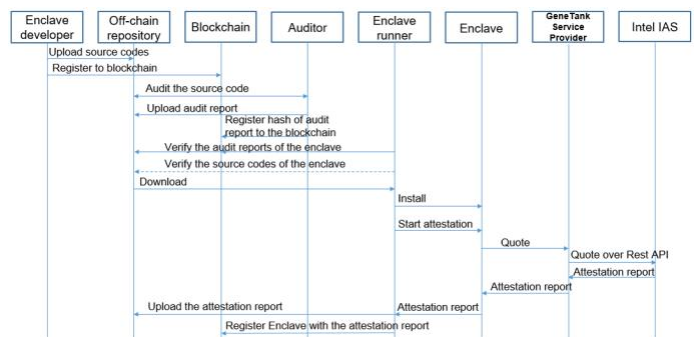 Enclave
developer
Off-chain
repository
Blockchain
Auditor
Enclave
runner
Enclave
GeneTank
Service
Provider
Intel IAS
Upload source codes
Register to blockchain
Audit the source code
Upload audit report
Register hash of audit
report to the blockchain
Verify the audit reports of the enclave
Verify the source codes of the enclave
Download
Install
Start attestation
Quote
Quote over Rest API
Attestation report
Attestation report
Upload the attestation report
Attestation report
Register Enclave with the attestation report